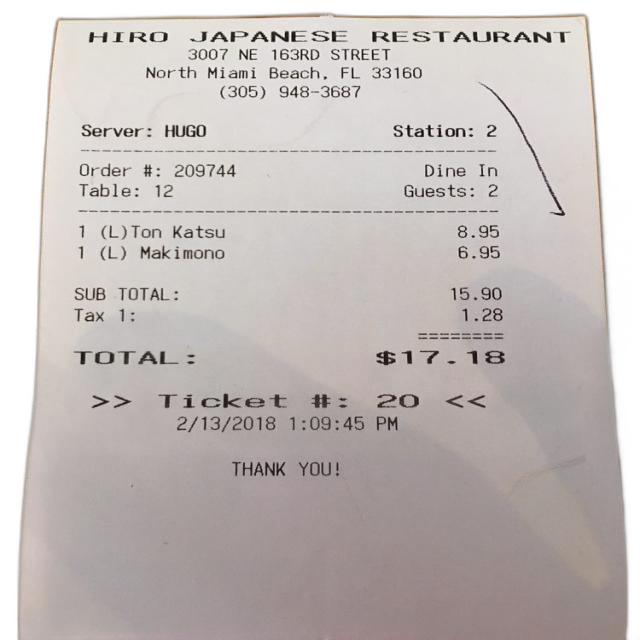 HIRO JAPANESE RESTAURANT
3007 NE 163RD STREET
North Miami Beach, FL 33160
(305) 948-3687
Server: HUGO Station: 2
Order #: 209744 Dine In
Table: 12 Guests: 2
1 (L)Ton Katsu 8.95
1 (L) Makimono 6.95
SUB TOTAL: 15.90
Tax 1: 1.28
========
TOTAL: $17.18
>> Ticket #: 20 <<
2/13/2018 1:09:45 PM
THANK YOU!